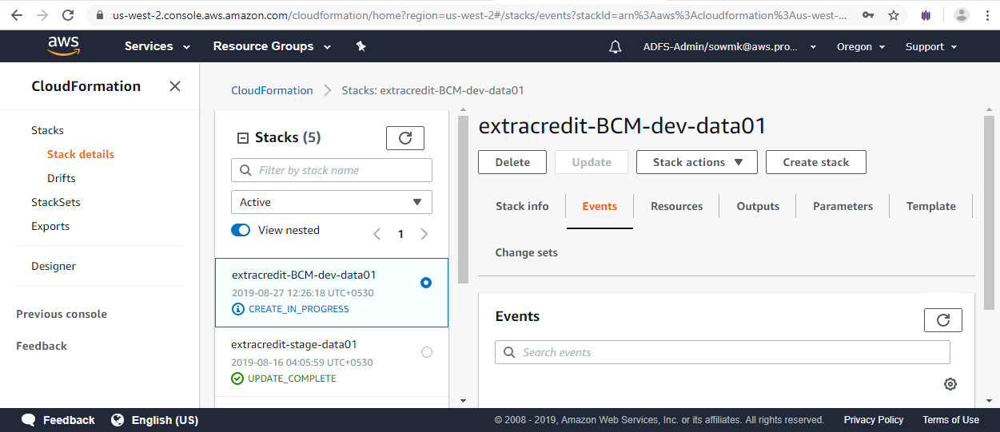 us-west-2.console.aws.amazon.com/cloudformation/home?region=us-west-2#/stacks/events?stackId=arn%3Aaws%3Acloudformation%3Aus-west-...
aws Services Resource Groups ADFS-Admin/sowmk@aws.pro... Oregon Support
CloudFormation
Stacks
Stack details
Drifts
StackSets
Exports
Designer
Previous console
Feedback
CloudFormation Stacks: extracredit-BCM-dev-data01
Stacks (5)
Filter by stack name
Active
View nested 1
extracredit-BCM-dev-data01
2019-08-27 12:26:18 UTC+0530
CREATE_IN_PROGRESS
extracredit-stage-data01
2019-08-16 04:05:59 UTC+0530
UPDATE_COMPLETE
extracredit-BCM-dev-data01
Delete Update Stack actions Create stack
Stack info Events Resources Outputs Parameters Template
Change sets
Events
Search events
Feedback English (US) © 2008 - 2019, Amazon Web Services, Inc. or its affiliates. All rights reserved. Privacy Policy Terms of Use